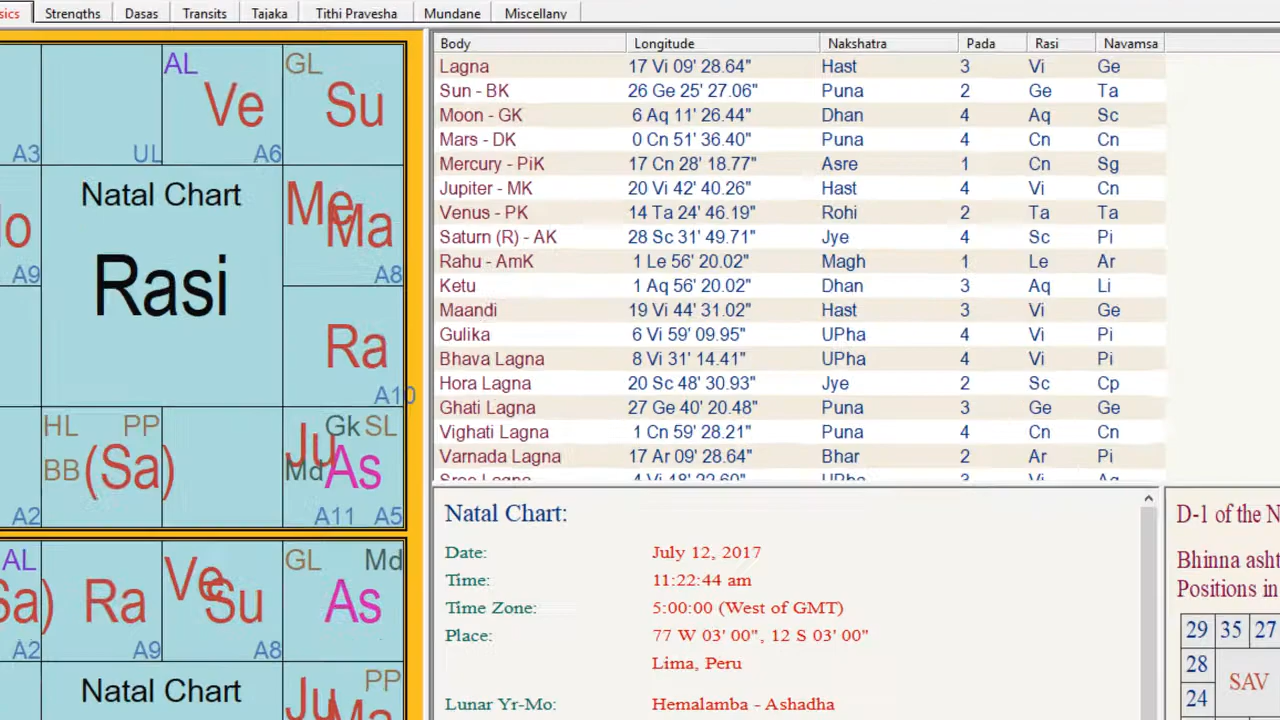 sics Strengths Dasas Transits Tajaka Tithi Pravesha Mundane Miscellany
AL GL
Ve Su
A3 UL A6
Natal Chart
Me
Ma
A9 A8
Rasi
Ra
A10
HL PP Gk SL
BB (Sa) Ju
Md As
A2 A11 A5
AL GL Md
Sa) Ra Ve
Su As
A2 A9 A8
Natal Chart
PP
Ju
Ma
Body Longitude Nakshatra Pada Rasi Navamsa
Lagna 17 Vi 09' 28.64" Hast 3 Vi Ge
Sun - BK 26 Ge 25' 27.06" Puna 2 Ge Ta
Moon - GK 6 Aq 11' 26.44" Dhan 4 Aq Sc
Mars - DK 0 Cn 51' 36.40" Puna 4 Cn Cn
Mercury - PiK 17 Cn 28' 18.77" Asre 1 Cn Sg
Jupiter - MK 20 Vi 42' 40.26" Hast 4 Vi Cn
Venus - PK 14 Ta 24' 46.19" Rohi 2 Ta Ta
Saturn (R) - AK 28 Sc 31' 49.71" Jye 4 Sc Pi
Rahu - AmK 1 Le 56' 20.02" Magh 1 Le Ar
Ketu 1 Aq 56' 20.02" Dhan 3 Aq Li
Maandi 19 Vi 44' 31.02" Hast 3 Vi Ge
Gulika 6 Vi 59' 09.95" UPha 4 Vi Pi
Bhava Lagna 8 Vi 31' 14.41" UPha 4 Vi Pi
Hora Lagna 20 Sc 48' 30.93" Jye 2 Sc Cp
Ghati Lagna 27 Ge 40' 20.48" Puna 3 Ge Ge
Vighati Lagna 1 Cn 59' 28.21" Puna 4 Cn Cn
Varnada Lagna 17 Ar 09' 28.64" Bhar 2 Ar Pi
Natal Chart:
Date: July 12, 2017
Time: 11:22:44 am
Time Zone: 5:00:00 (West of GMT)
Place: 77 W 03' 00", 12 S 03' 00"
Lima, Peru
Lunar Yr-Mo: Hemalamba - Ashadha
D-1 of the N
Bhinna asht
Positions in
29 35 27
28
SAV
24